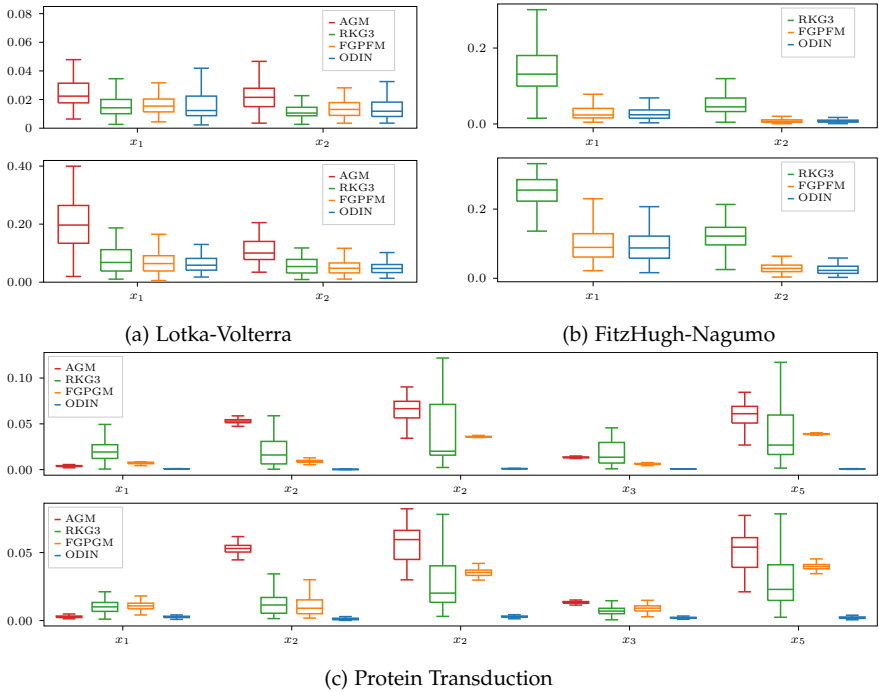 0.08
0.06
0.04
0.02
0
AGM
RKG3
FGPFM
ODIN
x1
x2
0.2
0.0
RKG3
FGPFM
ODIN
x1
x2
0.40
0.20
0.00
AGM
RKG3
FGPFM
ODIN
x1
x2
0.2
0.0
RKG3
FGPFM
ODIN
x1
x2
(a) Lotka-Volterra
(b) FitzHugh-Nagumo
0.10
0.05
0.00
AGM
RKG3
FGPGM
ODIN
x1
x2
x2
x3
x5
0.05
0.00
AGM
RKG3
FGPGM
ODIN
x1
x2
x2
x3
x5
(c) Protein Transduction